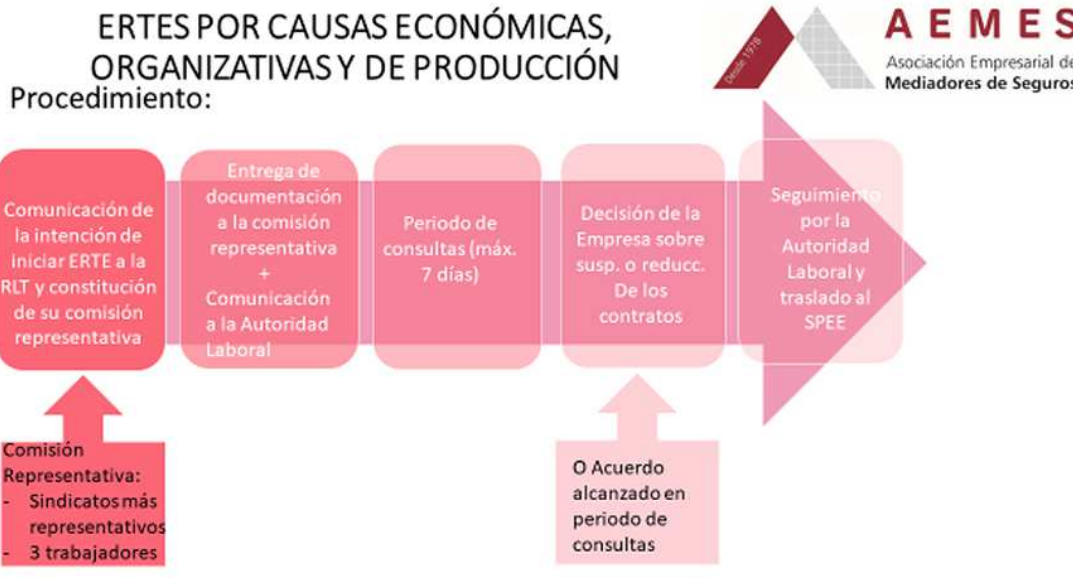 ERTES POR CAUSAS ECONÓMICAS,
ORGANIZATIVAS Y DE PRODUCCIÓN
Procedimiento:
Desde 1978
AEMES
Asociación Empresarial de
Mediadores de Seguros
Comunicación de
la intención de
iniciar ERTE a la
RLT y constitución
de su comisión
representativa
Entrega de
documentación
a la comisión
representativa
+
Comunicación
a la Autoridad
Laboral
Periodo de
consultas (máx.
7 días)
Decisión de la
Empresa sobre
susp. o reducc.
De los
contratos
Seguimiento
por la
Autoridad
Laboral y
traslado al
SPEE
Comisión
Representativa:
- Sindicatos más
representativos
- 3 trabajadores
O Acuerdo
alcanzado en
periodo de
consultas